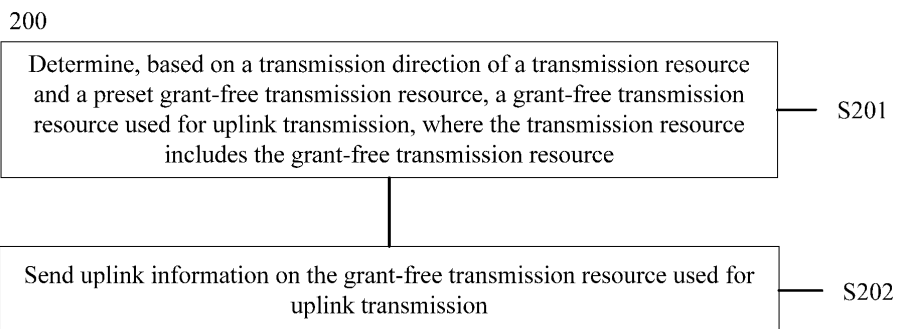 200
Determine, based on a transmission direction of a transmission resource
and a preset grant-free transmission resource, a grant-free transmission
resource used for uplink transmission, where the transmission resource
includes the grant-free transmission resource
S201
Send uplink information on the grant-free transmission resource used for
uplink transmission
S202